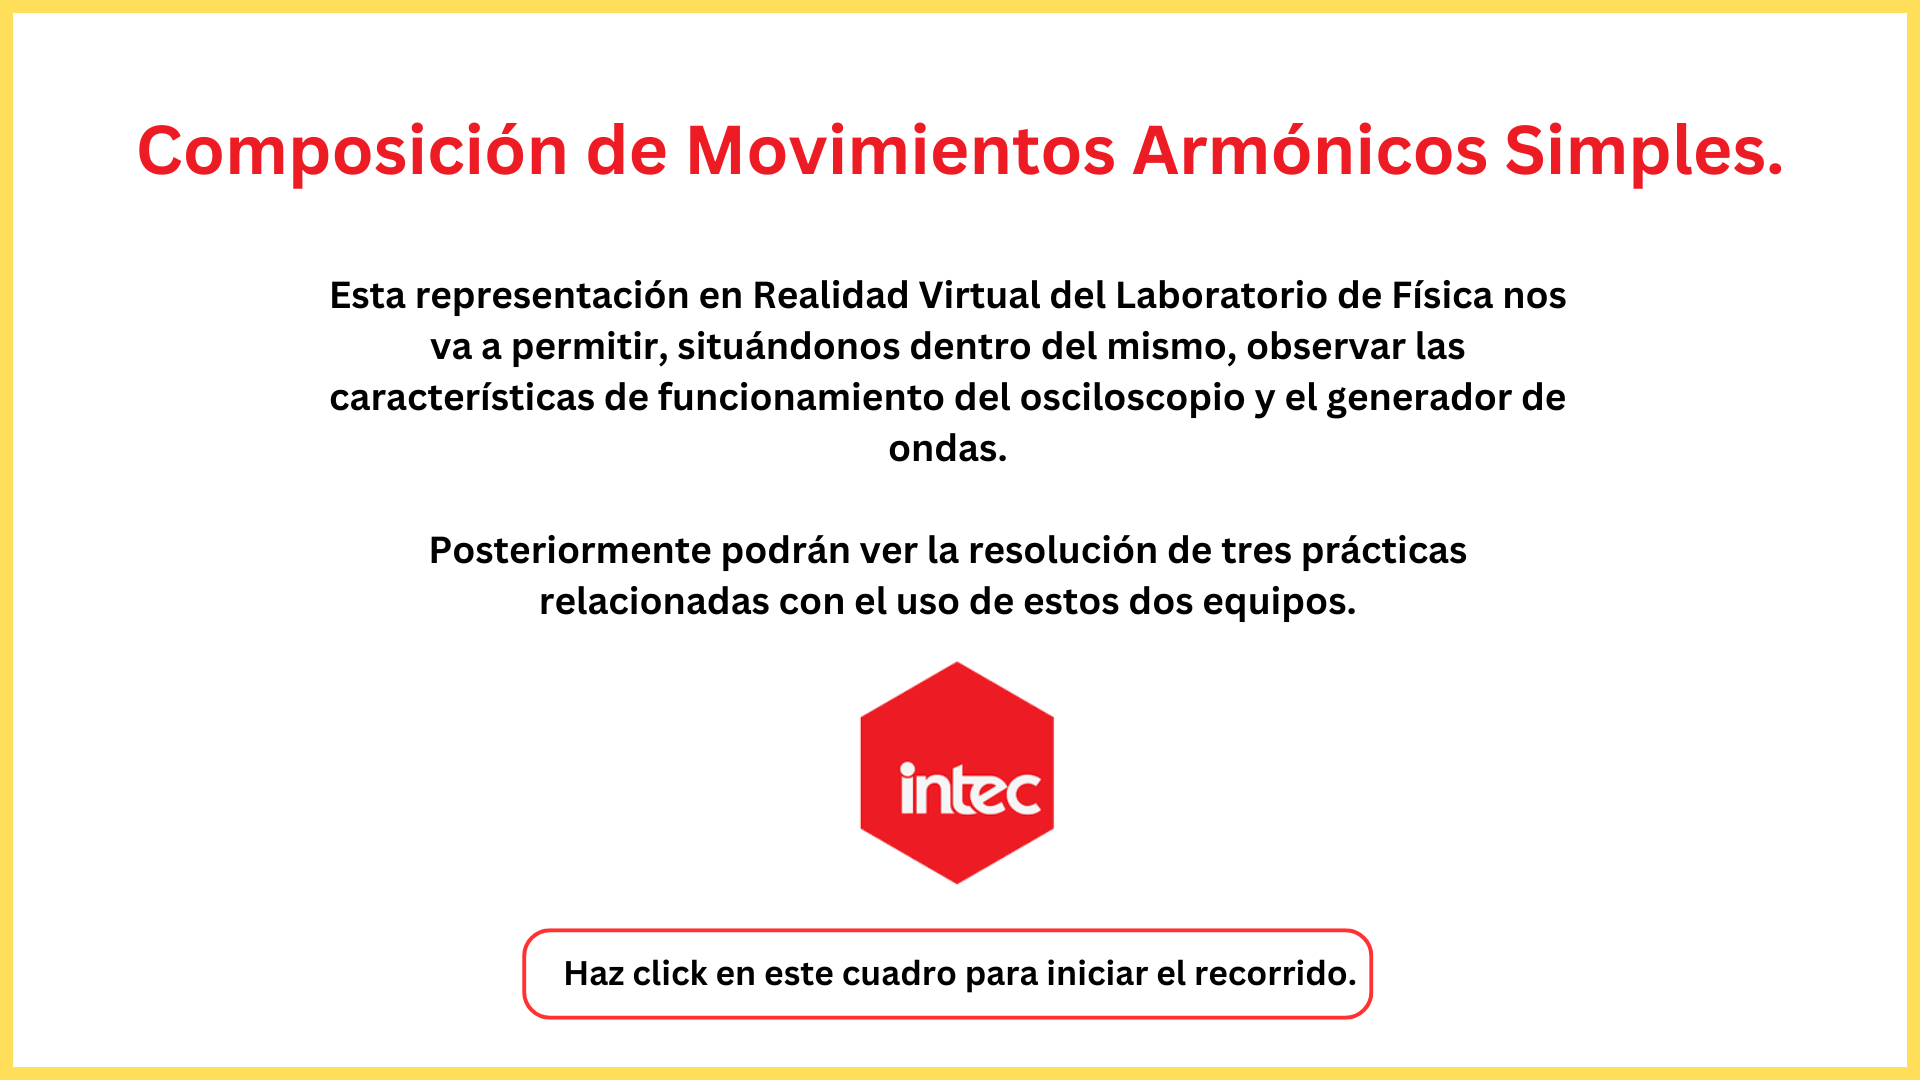 Composición de Movimientos Armónicos Simples.
Esta representación en Realidad Virtual del Laboratorio de Física nos
va a permitir, situándonos dentro del mismo, observar las
características de funcionamiento del osciloscopio y el generador de
ondas.
Posteriormente podrán ver la resolución de tres prácticas
relacionadas con el uso de estos dos equipos.
intec
Haz click en este cuadro para iniciar el recorrido.